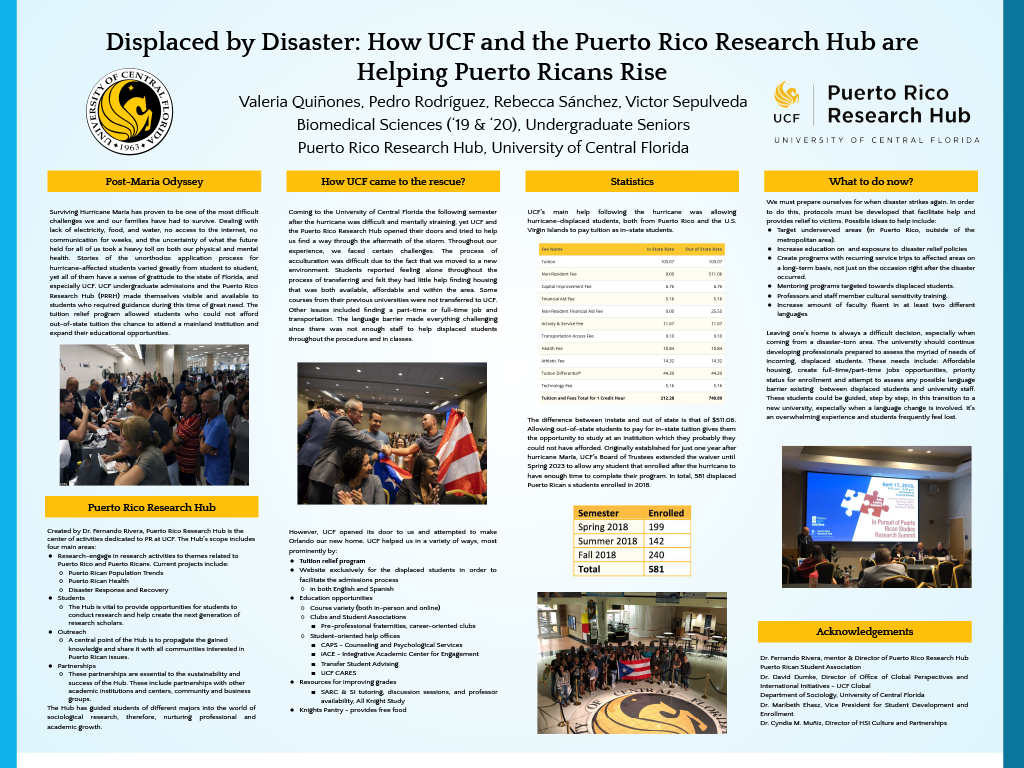 Displaced by Disaster: How UCF and the Puerto Rico Research Hub are
Helping Puerto Ricans Rise
Valeria Quiñones, Pedro Rodríguez, Rebecca Sánchez, Victor Sepulveda
Biomedical Sciences (‘19 & ‘20), Undergraduate Seniors
Puerto Rico Research Hub, University of Central Florida
UNIVERSITY OF CENTRAL FLORIDA
1963
UCF
Puerto Rico
Research Hub
UNIVERSITY OF CENTRAL FLORIDA
Post-Maria Odyssey
Surviving Hurricane Maria has proven to be one of the most difficult
challenges we and our families have had to survive. Dealing with
lack of electricity, food, and water, no access to the internet, no
communication for weeks, and the uncertainty of what the future
held for all of us took a heavy toll on both our physical and mental
health. Stories of the unorthodox application process for
hurricane-affected students varied greatly from student to student,
yet all of them have a sense of gratitude to the state of Florida, and
especially UCF. UCF undergraduate admissions and the Puerto Rico
Research Hub (PRRH) made themselves visible and available to
students who required guidance during this time of great need. The
tuition relief program allowed students who could not afford
out-of-state tuition the chance to attend a mainland institution and
expand their educational opportunities.
Puerto Rico Research Hub
Created by Dr. Fernando Rivera, Puerto Rico Research Hub is the
center of activities dedicated to PR at UCF. The Hub's scope includes
four main areas:
● Research-engage in research activities to themes related to
Puerto Rico and Puerto Ricans. Current projects include:
○ Puerto Rican Population Trends
○ Puerto Rican Health
○ Disaster Response and Recovery
● Students
○ The Hub is vital to provide opportunities for students to
conduct research and help create the next generation of
research scholars.
● Outreach
○ A central point of the Hub is to propagate the gained
knowledge and share it with all communities interested in
Puerto Rican issues.
● Partnerships
○ These partnerships are essential to the sustainability and
success of the Hub. These include partnerships with other
academic institutions and centers, community and business
groups.
The Hub has guided students of different majors into the world of
sociological research, therefore, nurturing professional and
academic growth.
How UCF came to the rescue?
Coming to the University of Central Florida the following semester
after the hurricane was difficult and mentally straining, yet UCF and
the Puerto Rico Research Hub opened their doors and tried to help
us find a way through the aftermath of the storm. Throughout our
experience, we faced certain challenges. The process of
acculturation was difficult due to the fact that we moved to a new
environment. Students reported feeling alone throughout the
process of transferring and felt they had little help finding housing
that was both available, affordable and within the area. Some
courses from their previous universities were not transferred to UCF.
Other issues included finding a part-time or full-time job and
transportation. The language barrier made everything challenging
since there was not enough staff to help displaced students
throughout the procedure and in classes.
However, UCF opened its door to us and attempted to make
Orlando our new home. UCF helped us in a variety of ways, most
prominently by:
● Tuition relief program
● Website exclusively for the displaced students in order to
facilitate the admissions process
○ in both English and Spanish
● Education opportunities
○ Course variety (both in-person and online)
○ Clubs and Student Associations
■ Pre-professional fraternities, career-oriented clubs
○ Student-oriented help offices
■ CAPS - Counseling and Psychological Services
■ IACE - Integrative Academic Center for Engagement
■ Transfer Student Advising
■ UCF CARES
● Resources for improving grades
■ SARC & SI tutoring, discussion sessions, and professor
availability, All Knight Study
● Knights Pantry - provides free food
Statistics
UCF's main help following the hurricane was allowing
hurricane-displaced students, both from Puerto Rico and the U.S.
Virgin Islands to pay tuition as in-state students.
Fee Name In State Rate Out of State Rate
Tuition 105.07 105.07
Non-Resident Fee 0.00 511.06
Capital Improvement Fee 6.76 6.76
Financial Aid Fee 5.16 5.16
Non-Resident Financial Aid Fee 0.00 25.55
Activity & Service Fee 11.67 11.67
Transportation Access Fee 9.10 9.10
Health Fee 10.84 10.84
Athletic Fee 14.32 14.32
Tuition Differential* 44.20 44.20
Technology Fee 5.16 5.16
Tuition and Fees Total for 1 Credit Hour 212.28 748.89
The difference between instate and out of state is that of $511.06.
Allowing out-of-state students to pay for in-state tuition gives them
the opportunity to study at an institution which they probably they
could not have afforded. Originally established for just one year after
hurricane María, UCF's Board of Trustees extended the waiver until
Spring 2023 to allow any student that enrolled after the hurricane to
have enough time to complete their program. In total, 581 displaced
Puerto Rican s students enrolled in 2018.
Semester Enrolled
Spring 2018 199
Summer 2018 142
Fall 2018 240
Total 581
What to do now?
We must prepare ourselves for when disaster strikes again. In order
to do this, protocols must be developed that facilitate help and
provides relief to victims. Possible ideas to help include:
● Target underserved areas (in Puerto Rico, outside of the
metropolitan area).
● Increase education on and exposure to disaster relief policies
● Create programs with recurring service trips to affected areas on
a long-term basis, not just on the occasion right after the disaster
occurred.
● Mentoring programs targeted towards displaced students.
● Professors and staff member cultural sensitivity training.
● Increase amount of faculty fluent in at least two different
languages
Leaving one's home is always a difficult decision, especially when
coming from a disaster-torn area. The university should continue
developing professionals prepared to assess the myriad of needs of
incoming, displaced students. These needs include: Affordable
housing, create full-time/part-time jobs opportunities, priority
status for enrollment and attempt to assess any possible language
barrier existing between displaced students and university staff.
These students could be guided, step by step, in this transition to a
new university, especially when a language change is involved. It's
an overwhelming experience and students frequently feel lost.
April 17, 2019
In Pursuit of Puerto
Rican Studies
Research Summit
Acknowledgements
Dr. Fernando Rivera, mentor & Director of Puerto Rico Research Hub
Puerto Rican Student Association
Dr. David Dumke, Director of Office of Global Perspectives and
International Initiatives - UCF Global
Department of Sociology, University of Central Florida
Dr. Maribeth Ehasz, Vice President for Student Development and
Enrollment
Dr. Cyndia M. Muñiz, Director of HSI Culture and Partnerships